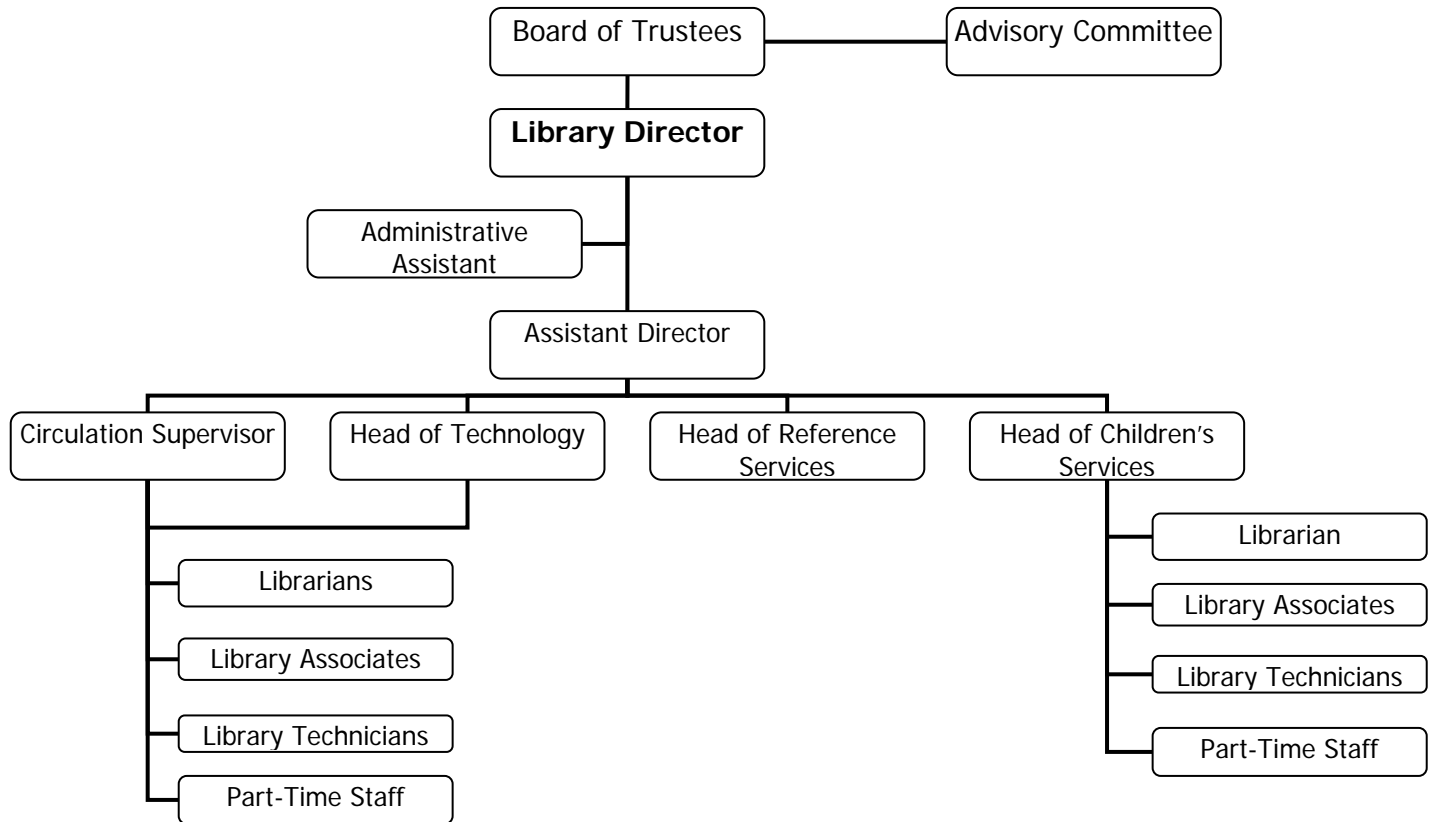 Board of Trustees
Advisory Committee
Library Director
Administrative
Assistant
Assistant Director
Circulation Supervisor
Head of Technology
Head of Reference
Services
Head of Children's
Services
Librarians
Library Associates
Library Technicians
Part-Time Staff
Librarian
Library Associates
Library Technicians
Part-Time Staff